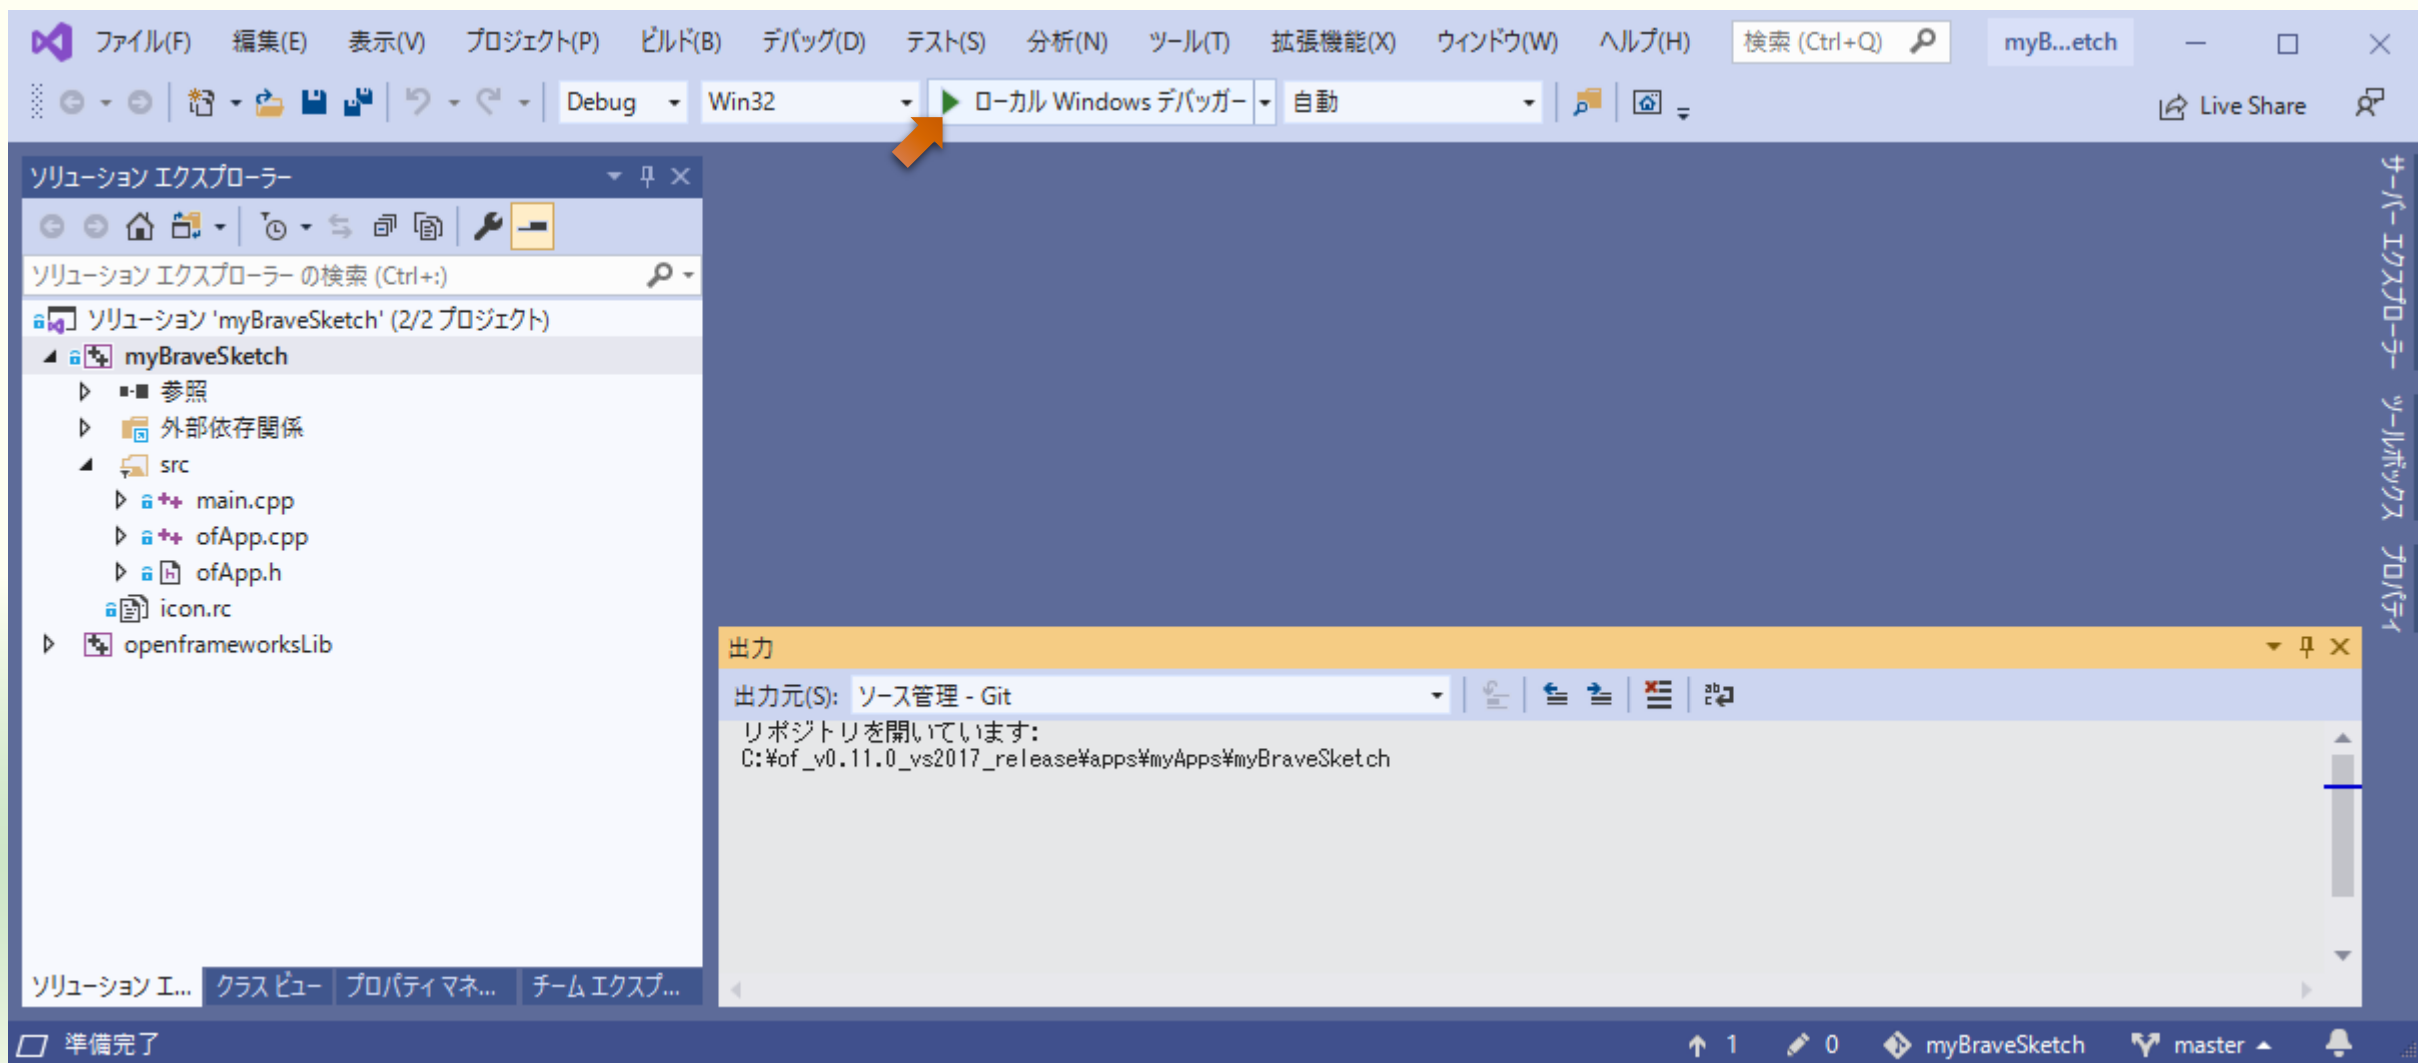 ファイル(F) 編集(E) 表示(V) プロジェクト(P) ビルド(B) デバッグ(D) テスト(S) 分析(N) ツール(T) 拡張機能(X) ウィンドウ(W) ヘルプ(H) 検索 (Ctrl+Q) myB...etch
Debug Win32 ローカル Windows デバッガー 自動 Live Share
ソリューション エクスプローラー
ソリューション エクスプローラー の検索 (Ctrl+:)
ソリューション 'myBraveSketch' (2/2 プロジェクト)
myBraveSketch
参照
外部依存関係
src
main.cpp
ofApp.cpp
ofApp.h
icon.rc
openframeworksLib
ソリューション エ... クラス ビュー プロパティ マネ... チーム エクスプ...
出力
出力元(S): ソース管理 - Git
リポジトリを開いています:
C:¥of_v0.11.0_vs2017_release¥apps¥myApps¥myBraveSketch
サーバー エクスプローラー
ツールボックス
プロパティ
準備完了 1 0 myBraveSketch master